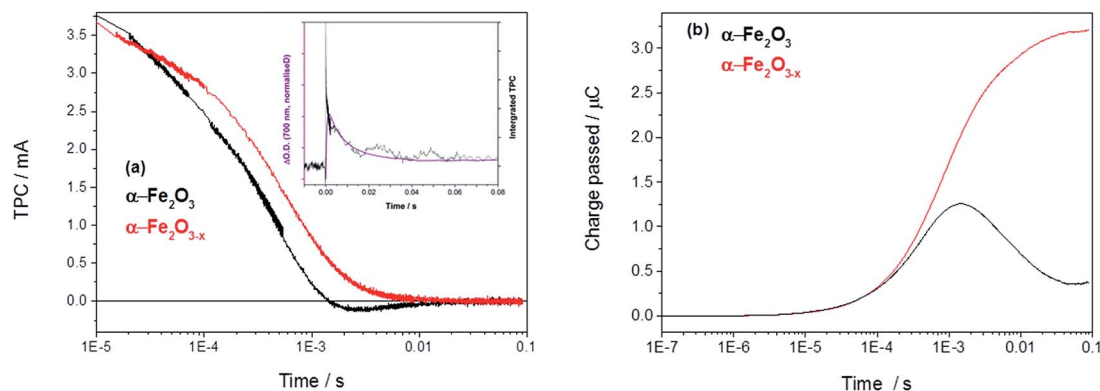 TPC / mA
3.5
3.0
2.5
2.0
1.5
1.0
0.5
0.0
(a)
α–Fe₂O₃
α–Fe₂O₃₋ₓ
1E-5
1E-4
1E-3
0.01
0.1
Time / s
ΔO.D. (700 nm, normaliseD)
Intergrated TPC
0.00
0.02
0.04
0.06
0.08
Time / s
Charge passed / µC
3.0
2.5
2.0
1.5
1.0
0.5
0.0
(b) α–Fe₂O₃
α–Fe₂O₃₋ₓ
1E-7
1E-6
1E-5
1E-4
1E-3
0.01
0.1
Time / s